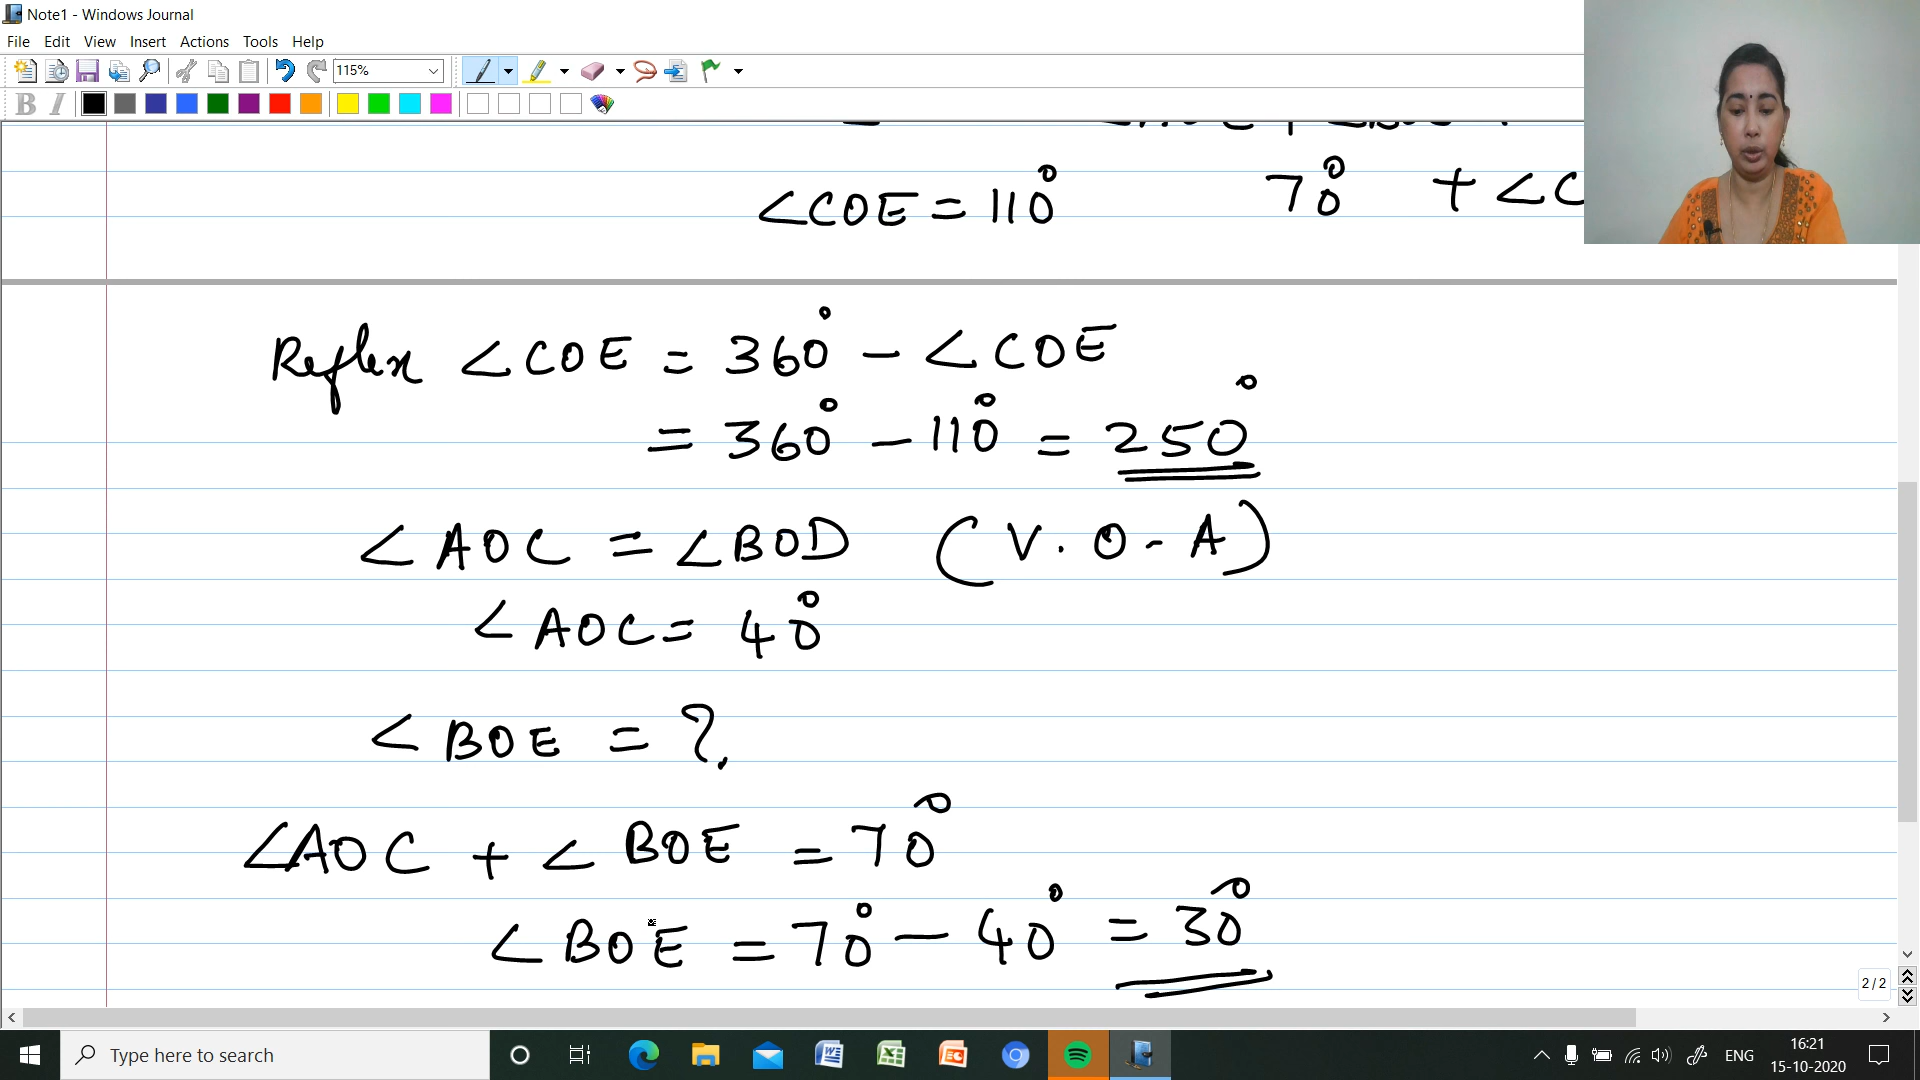 Note1 - Windows Journal
File Edit View Insert Actions Tools Help
115%
B I
∠COE = 110° 70° + ∠C
Reflex ∠COE = 360° - ∠COE
= 360° - 110° = 250°
∠AOC = ∠BOD (V.O-A)
∠AOC = 40°
∠BOE = ?
∠AOC + ∠BOE = 70°
∠BOE = 70° - 40° = 30°
2/2
Type here to search
ENG
16:21
15-10-2020